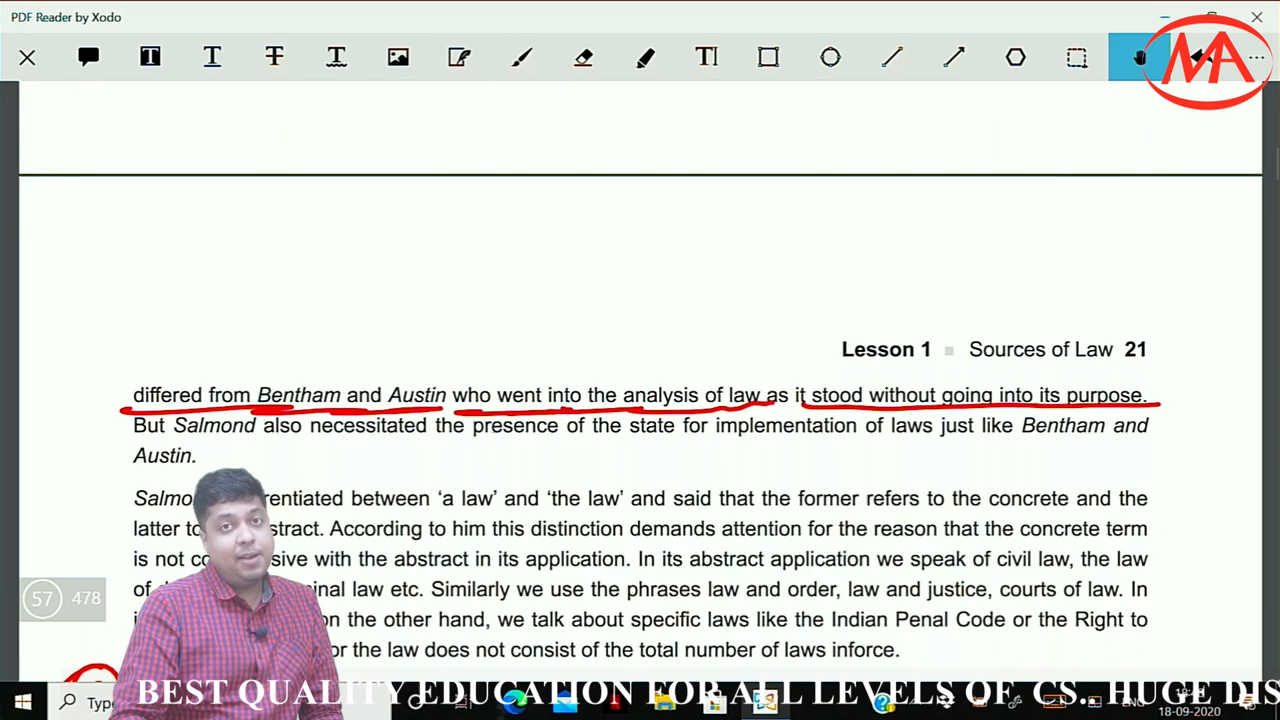 PDF Reader by Xodo
MA
Lesson 1 Sources of Law 21
differed from Bentham and Austin who went into the analysis of law as it stood without going into its purpose.
But Salmond also necessitated the presence of the state for implementation of laws just like Bentham and
Austin.
Salmo rentiated between ‘a law’ and ‘the law’ and said that the former refers to the concrete and the
latter to stract. According to him this distinction demands attention for the reason that the concrete term
is not co sive with the abstract in its application. In its abstract application we speak of civil law, the law
of inal law etc. Similarly we use the phrases law and order, law and justice, courts of law. In
on the other hand, we talk about specific laws like the Indian Penal Code or the Right to
or the law does not consist of the total number of laws inforce.
57 478
BEST QUALITY EDUCATION FOR ALL LEVELS OF CS. HUGE DIS
Type
ENG
18-09-2020